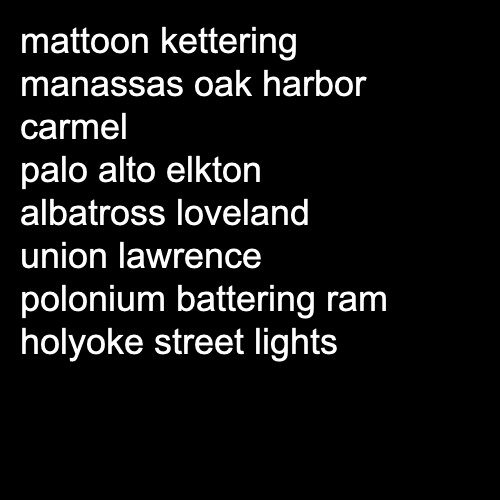 mattoon kettering
manassas oak harbor
carmel
palo alto elkton
albatross loveland
union lawrence
polonium battering ram
holyoke street lights